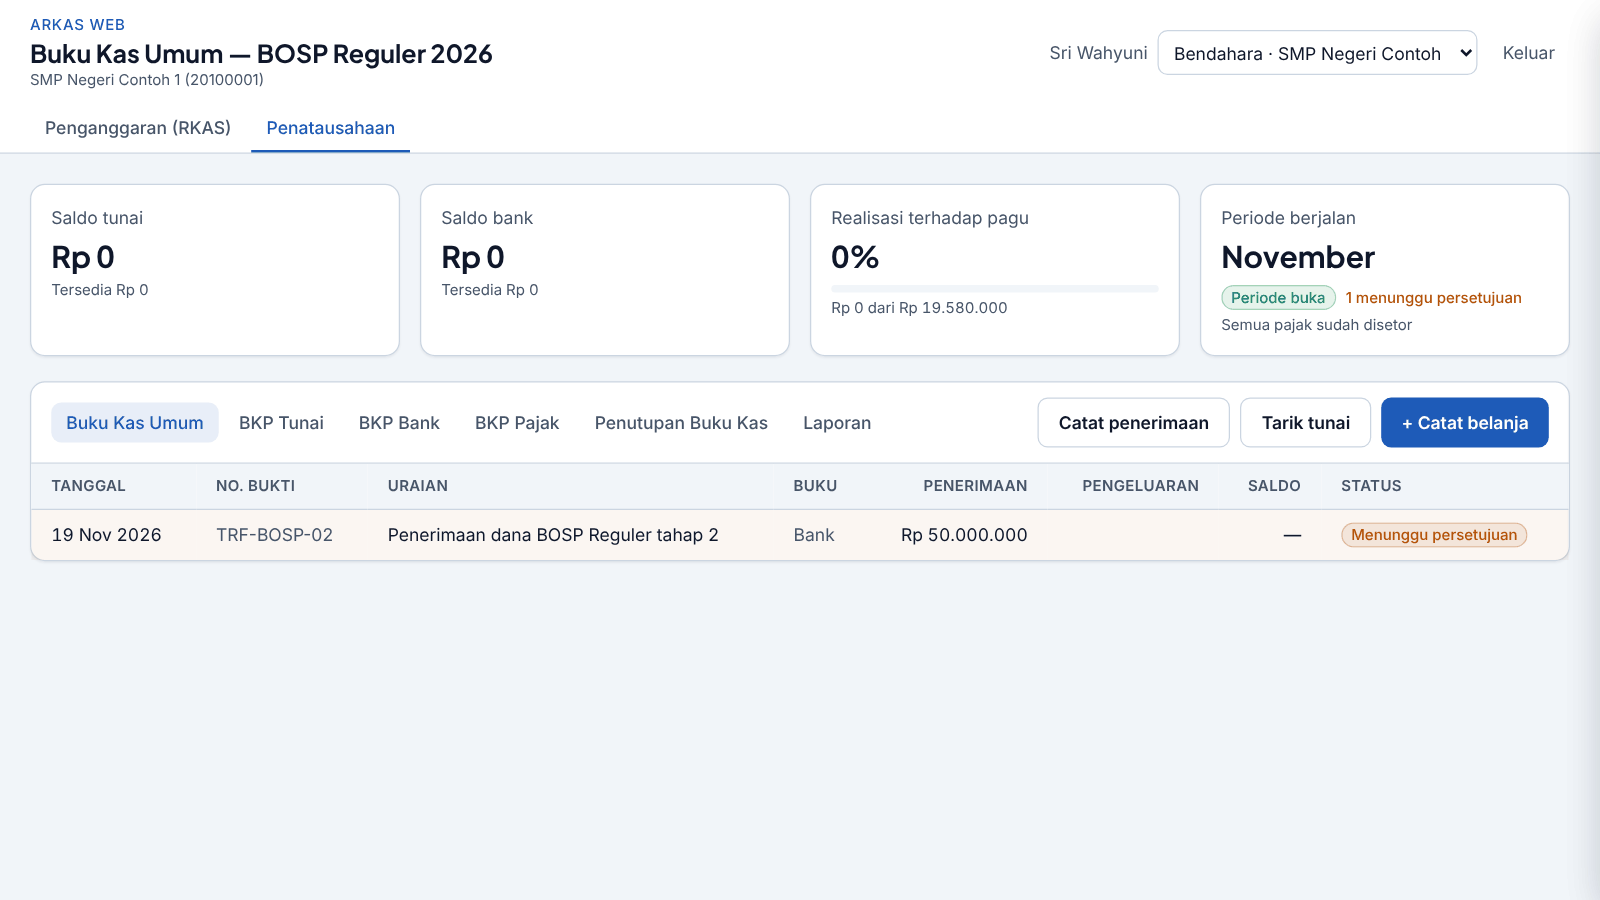 ARKAS WEB
Buku Kas Umum — BOSP Reguler 2026
SMP Negeri Contoh 1 (20100001)
Sri Wahyuni
Bendahara · SMP Negeri Contoh
Keluar
Penganggaran (RKAS)
Penatausahaan
Saldo tunai
Rp 0
Tersedia Rp 0
Saldo bank
Rp 0
Tersedia Rp 0
Realisasi terhadap pagu
0%
Rp 0 dari Rp 19.580.000
Periode berjalan
November
Periode buka 1 menunggu persetujuan
Semua pajak sudah disetor
Buku Kas Umum BKP Tunai BKP Bank BKP Pajak Penutupan Buku Kas Laporan
Catat penerimaan Tarik tunai + Catat belanja
TANGGAL NO. BUKTI URAIAN BUKU PENERIMAAN PENGELUARAN SALDO STATUS
19 Nov 2026 TRF-BOSP-02 Penerimaan dana BOSP Reguler tahap 2 Bank Rp 50.000.000 — Menunggu persetujuan